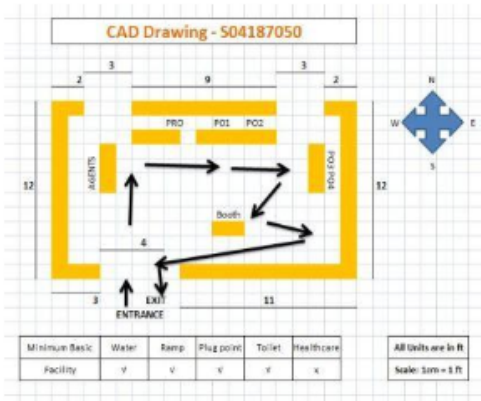 CAD Drawing - S04187050
3 3
2 9 2
N
PRO PO1 PO2
W E
AGENTS
PO3 PO4
S
12 12
Booth
4
3 EXIT 11
ENTRANCE
Minimum Basic Water Ramp Plug point Toilet Healthcare
Facility √ √ √ √ x
All Units are in ft
Scale: 1cm = 1 ft